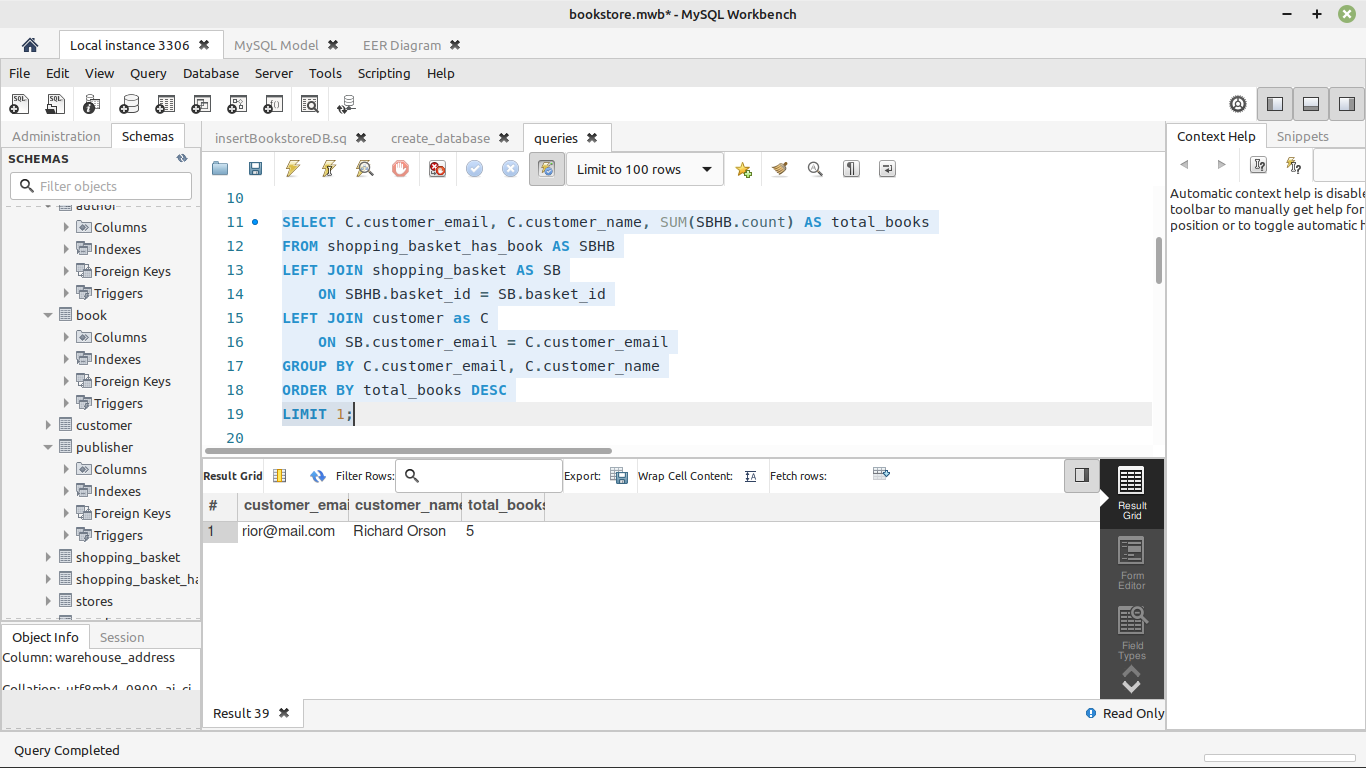 bookstore.mwb* - MySQL Workbench
Local instance 3306
MySQL Model
EER Diagram
File Edit View Query Database Server Tools Scripting Help
Administration
Schemas
insertBookstoreDB.sq
create_database
queries
Context Help
Snippets
SCHEMAS
Filter objects
Limit to 100 rows
Automatic context help is disable
toolbar to manually get help for
position or to toggle automatic h
author
Columns
Indexes
Foreign Keys
Triggers
book
Columns
Indexes
Foreign Keys
Triggers
customer
publisher
Columns
Indexes
Foreign Keys
Triggers
shopping_basket
shopping_basket_ha
stores
10
11 SELECT C.customer_email, C.customer_name, SUM(SBHB.count) AS total_books
12 FROM shopping_basket_has_book AS SBHB
13 LEFT JOIN shopping_basket AS SB
14 ON SBHB.basket_id = SB.basket_id
15 LEFT JOIN customer as C
16 ON SB.customer_email = C.customer_email
17 GROUP BY C.customer_email, C.customer_name
18 ORDER BY total_books DESC
19 LIMIT 1;
20
Result Grid
Filter Rows:
Export:
Wrap Cell Content:
Fetch rows:
# customer_emai customer_name total_books
1 rior@mail.com Richard Orson 5
Result
Grid
Form
Editor
Field
Types
Object Info
Session
Column: warehouse_address
Collation: utf8mb4_0900_ai_ci
Result 39
Read Only
Query Completed